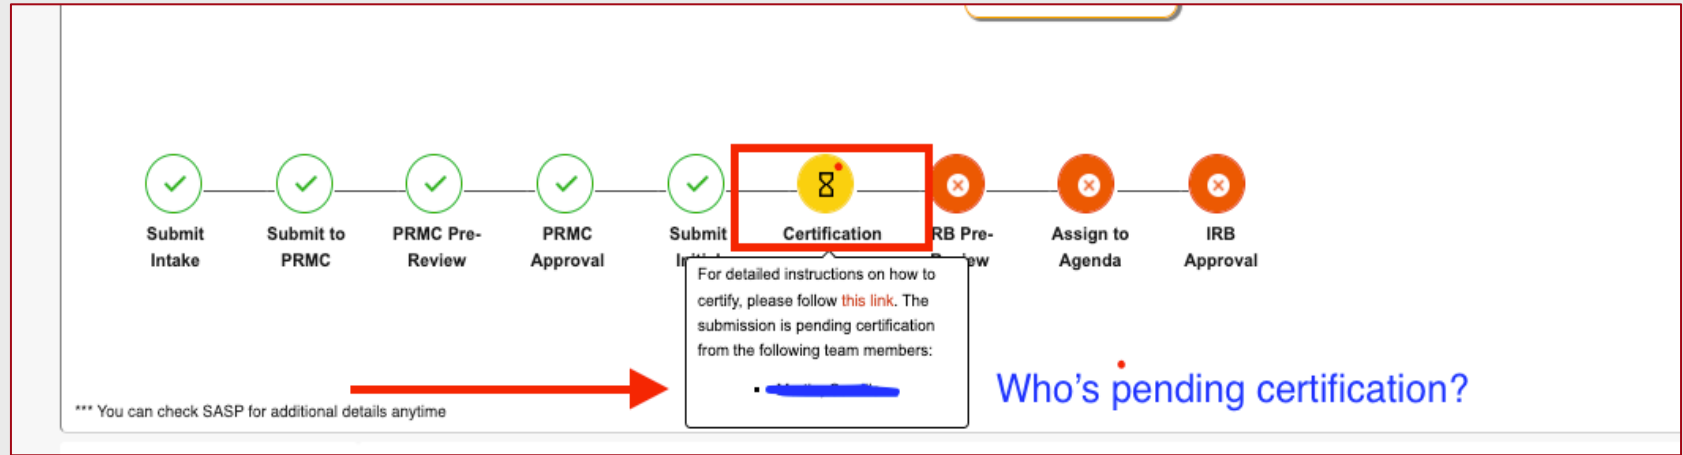 Submit
Intake
Submit to
PRMC
PRMC Pre-
Review
PRMC
Approval
Submit
Certification
RB Pre-
Assign to
Agenda
IRB
Approval
For detailed instructions on how to
certify, please follow this link. The
submission is pending certification
from the following team members:
Who's pending certification?
*** You can check SASP for additional details anytime